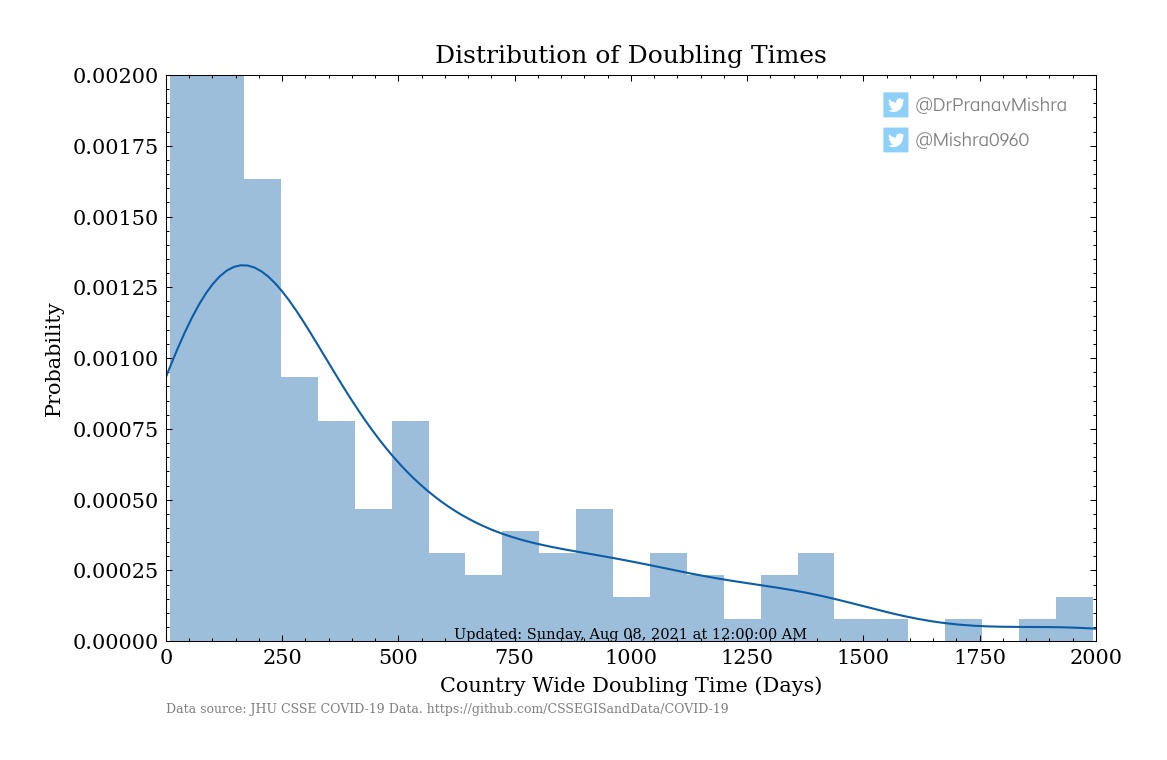 Distribution of Doubling Times
0.00200
@DrPranavMishra
@Mishra0960
0.00175
0.00150
0.00125
0.00100
0.00075
0.00050
0.00025
0.00000
Probability
Updated: Sunday, Aug 08, 2021 at 12:00:00 AM
0 250 500 750 1000 1250 1500 1750 2000
Country Wide Doubling Time (Days)
Data source: JHU CSSE COVID-19 Data. https://github.com/CSSEGISandData/COVID-19